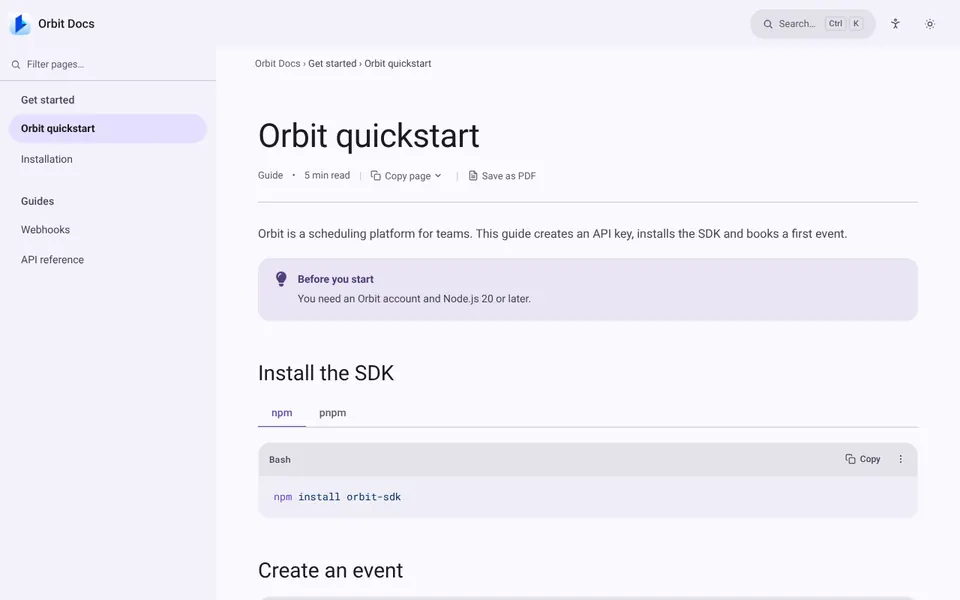 Orbit Docs
Search... Ctrl K
Filter pages...
Get started
Orbit quickstart
Installation
Guides
Webhooks
API reference
Orbit Docs › Get started › Orbit quickstart
Orbit quickstart
Guide • 5 min read | Copy page | Save as PDF
Orbit is a scheduling platform for teams. This guide creates an API key, installs the SDK and books a first event.
Before you start
You need an Orbit account and Node.js 20 or later.
Install the SDK
npm pnpm
Bash Copy
npm install orbit-sdk
Create an event